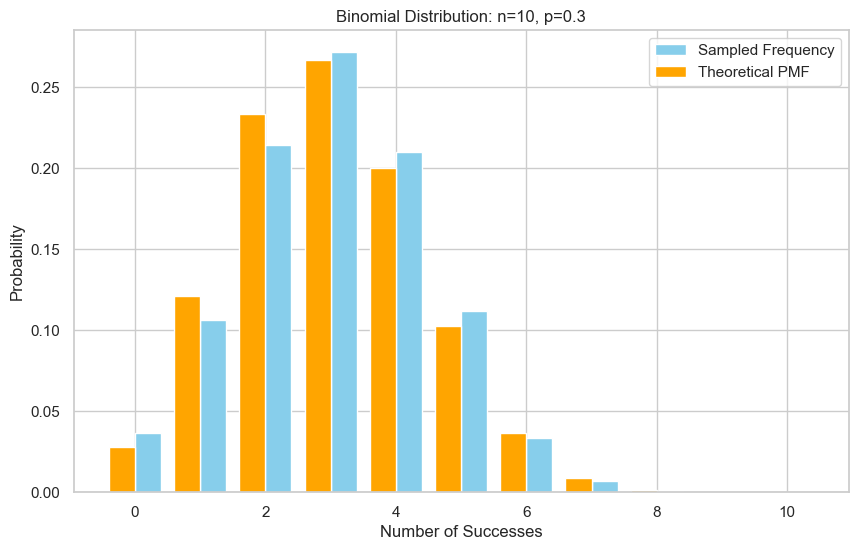 Binomial Distribution: n=10, p=0.3
Sampled Frequency
Theoretical PMF
Probability
0.25
0.20
0.15
0.10
0.05
0.00
0 2 4 6 8 10
Number of Successes